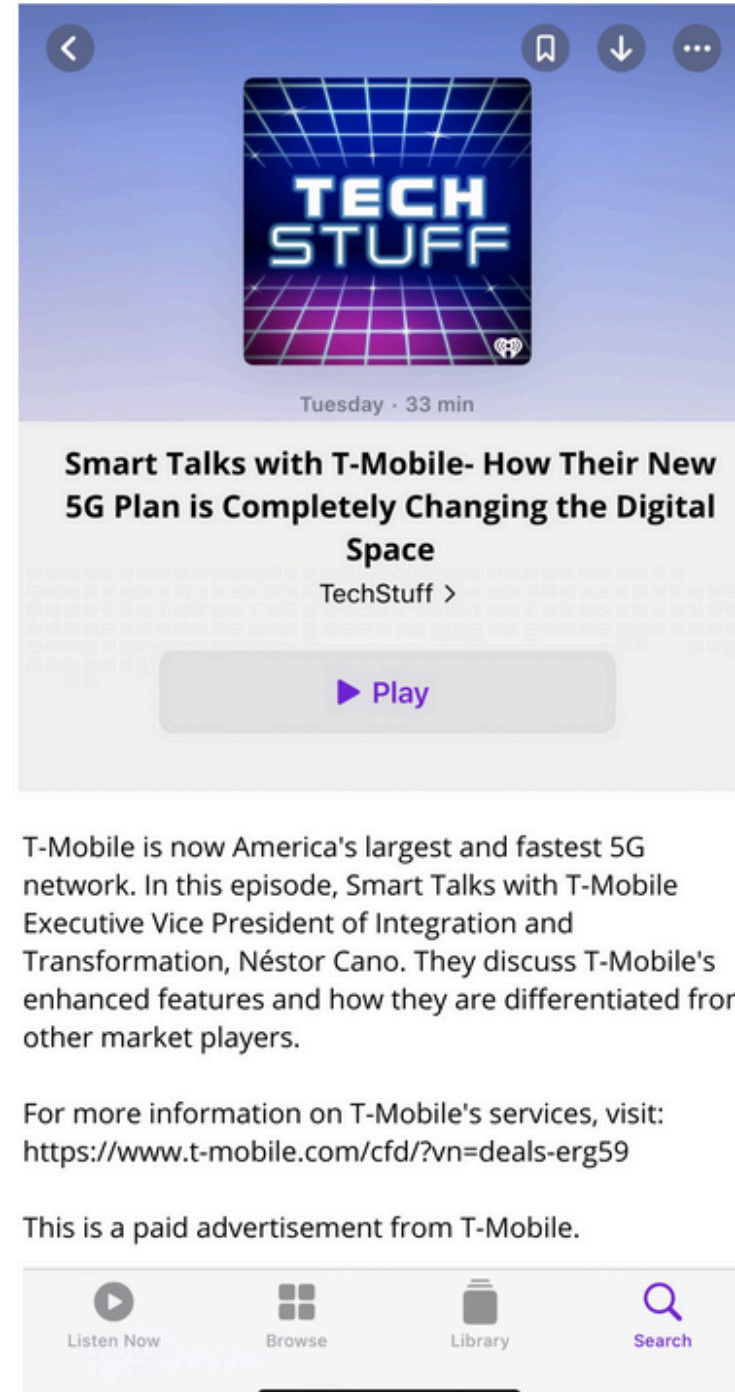 TECH
STUFF
Tuesday · 33 min
Smart Talks with T-Mobile- How Their New
5G Plan is Completely Changing the Digital
Space
TechStuff >
Play
T-Mobile is now America's largest and fastest 5G
network. In this episode, Smart Talks with T-Mobile
Executive Vice President of Integration and
Transformation, Néstor Cano. They discuss T-Mobile's
enhanced features and how they are differentiated from
other market players.
For more information on T-Mobile's services, visit:
https://www.t-mobile.com/cfd/?vn=deals-erg59
This is a paid advertisement from T-Mobile.
Listen Now
Browse
Library
Search